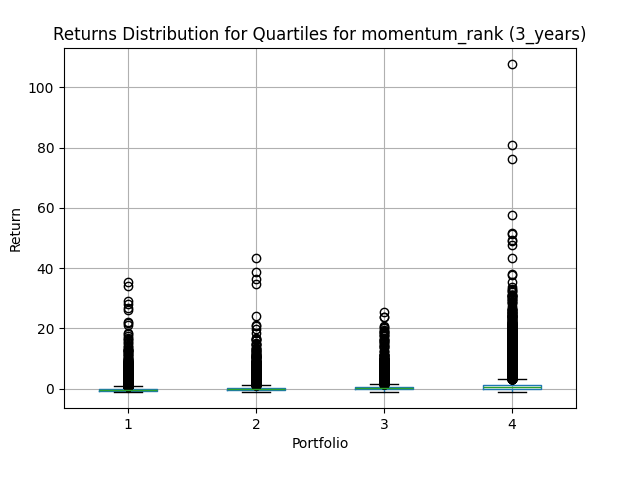 Returns Distribution for Quartiles for momentum_rank (3_years)
100
80
60
40
20
0
Return
1 2 3 4
Portfolio